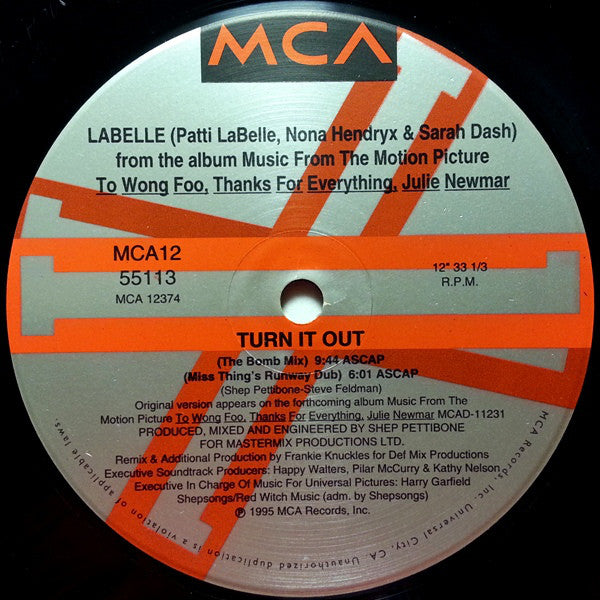 MCA
LABELLE (Patti LaBelle, Nona Hendryx & Sarah Dash)
from the album Music From The Motion Picture
To Wong Foo, Thanks For Everything, Julie Newmar
MCA12
55113
MCA 12374
12" 33 1/3
R.P.M.
TURN IT OUT
(The Bomb Mix) 9:44 ASCAP
(Miss Thing's Runway Dub) 6:01 ASCAP
(Shep Pettibone-Steve Feldman)
Original version appears on the forthcoming album Music From The
Motion Picture To Wong Foo, Thanks For Everything, Julie Newmar MCAD-11231
PRODUCED, MIXED AND ENGINEERED BY SHEP PETTIBONE
FOR MASTERMIX PRODUCTIONS LTD.
Remix & Additional Production by Frankie Knuckles for Def Mix Productions
Executive Soundtrack Producers: Happy Walters, Pilar McCurry & Kathy Nelson
Executive In Charge Of Music For Universal Pictures: Harry Garfield
Shepsongs/Red Witch Music (adm. by Shepsongs)
℗ 1995 MCA Records, Inc.
MCA Records, Inc. Universal City, CA. Unauthorized duplication is a violation of applicable laws.